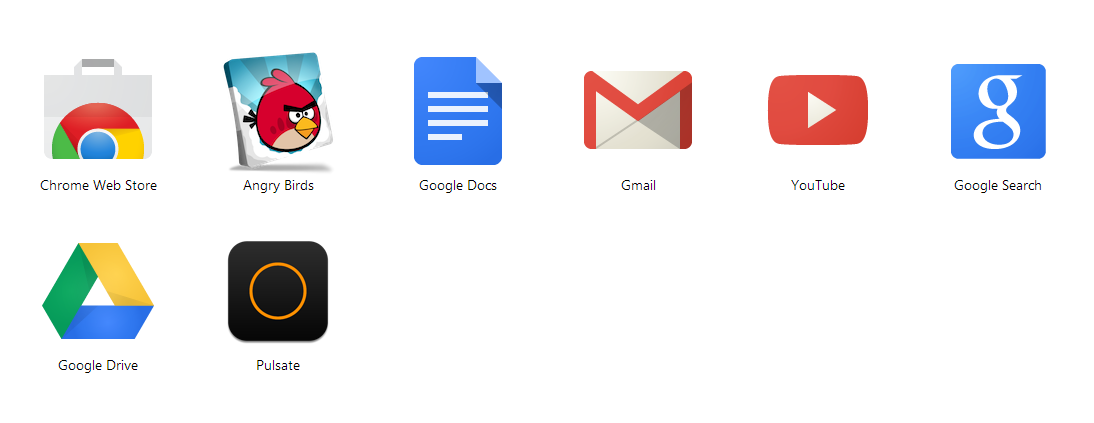 Chrome Web Store
Angry Birds
Google Docs
Gmail
YouTube
Google Search
g
Google Drive
Pulsate